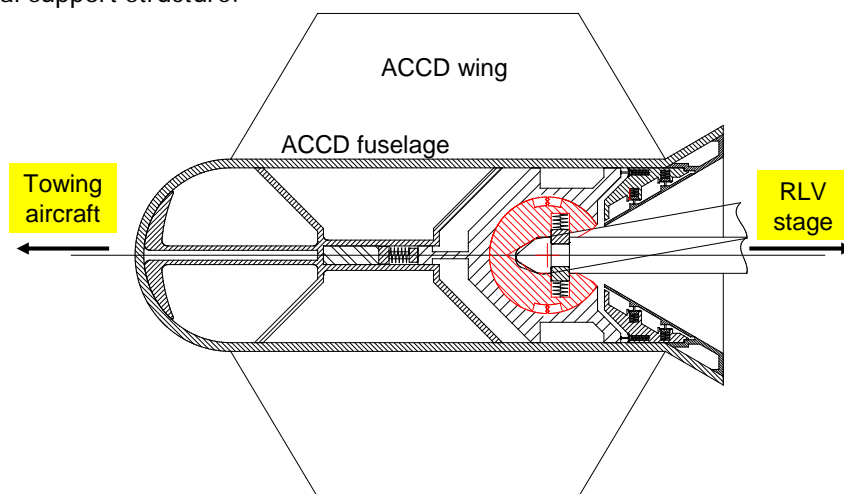 al support structure.
ACCD wing
ACCD fuselage
Towing
aircraft
RLV
stage